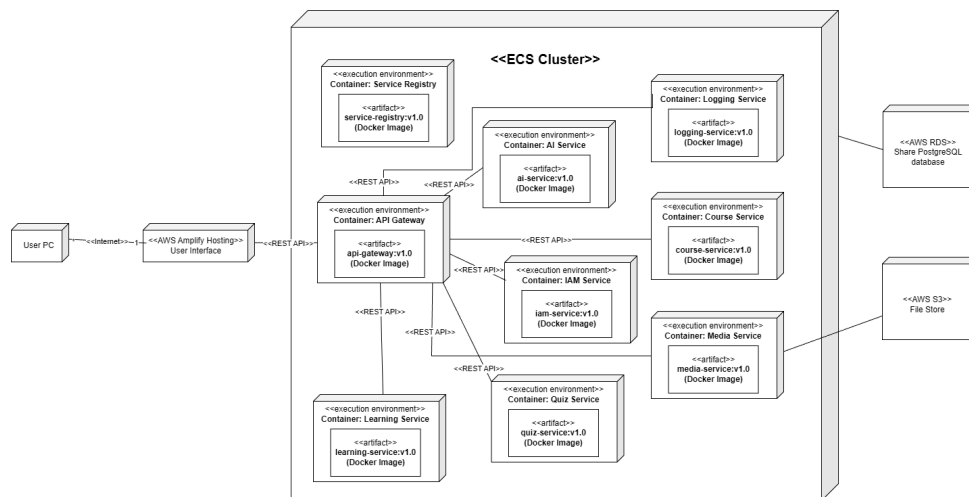 <<ECS Cluster>>
<<execution environment>>
Container: Service Registry
<<artifact>>
service-registry:v1.0
(Docker Image)
<<execution environment>>
Container: Logging Service
<<artifact>>
logging-service:v1.0
(Docker Image)
<<execution environment>>
Container: AI Service
<<artifact>>
ai-service:v1.0
(Docker Image)
<<AWS RDS>>
Share PostgreSQL
database
<<REST API>>
<<REST API>>
<<execution environment>>
Container: API Gateway
<<artifact>>
api-gateway:v1.0
(Docker Image)
<<execution environment>>
Container: Course Service
<<artifact>>
course-service:v1.0
(Docker Image)
User PC
<<Internet>>
1
<<AWS Amplify Hosting>>
User Interface
<<REST API>>
<<REST API>>
<<REST API>>
<<execution environment>>
Container: IAM Service
<<artifact>>
iam-service:v1.0
(Docker Image)
<<AWS S3>>
File Store
<<REST API>>
<<REST API>>
<<execution environment>>
Container: Media Service
<<artifact>>
media-service:v1.0
(Docker Image)
<<REST API>>
<<execution environment>>
Container: Quiz Service
<<artifact>>
quiz-service:v1.0
(Docker Image)
<<execution environment>>
Container: Learning Service
<<artifact>>
learning-service:v1.0
(Docker Image)